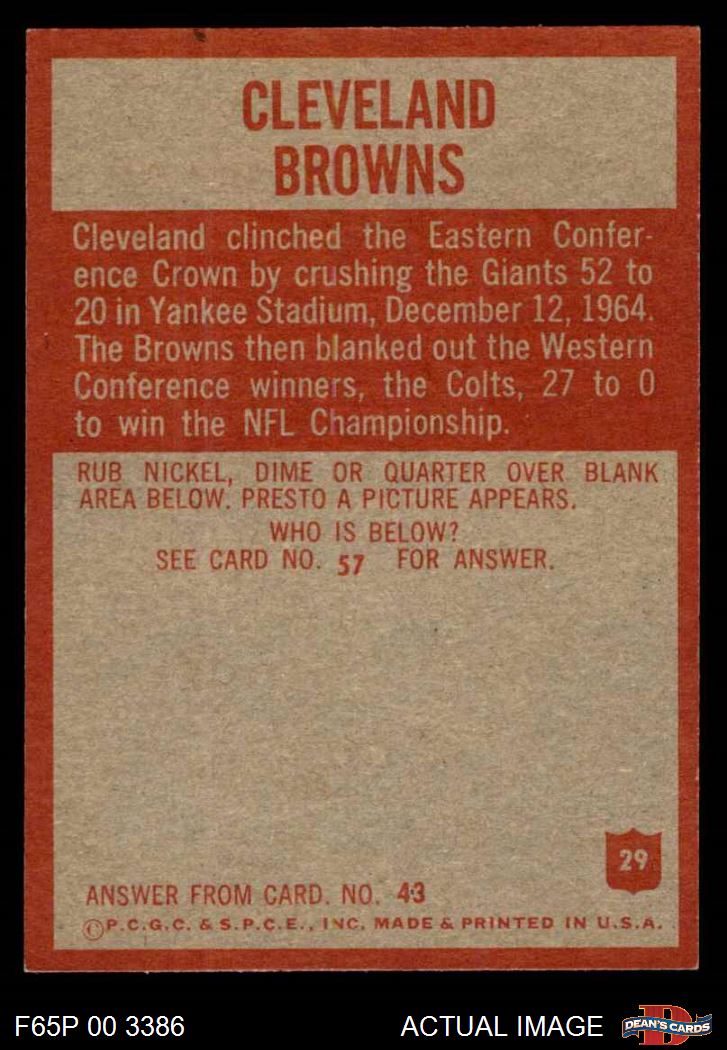 CLEVELAND
BROWNS
Cleveland clinched the Eastern Confer-
ence Crown by crushing the Giants 52 to
20 in Yankee Stadium, December 12, 1964.
The Browns then blanked out the Western
Conference winners, the Colts, 27 to 0
to win the NFL Championship.
RUB NICKEL, DIME OR QUARTER OVER BLANK
AREA BELOW. PRESTO A PICTURE APPEARS.
WHO IS BELOW?
SEE CARD NO. 57 FOR ANSWER.
29
ANSWER FROM CARD. NO. 43
©P.C.G.C. & S.P.C.E., INC. MADE & PRINTED IN U.S.A.
F65P 00 3386
ACTUAL IMAGE
D
DEAN'S CARDS